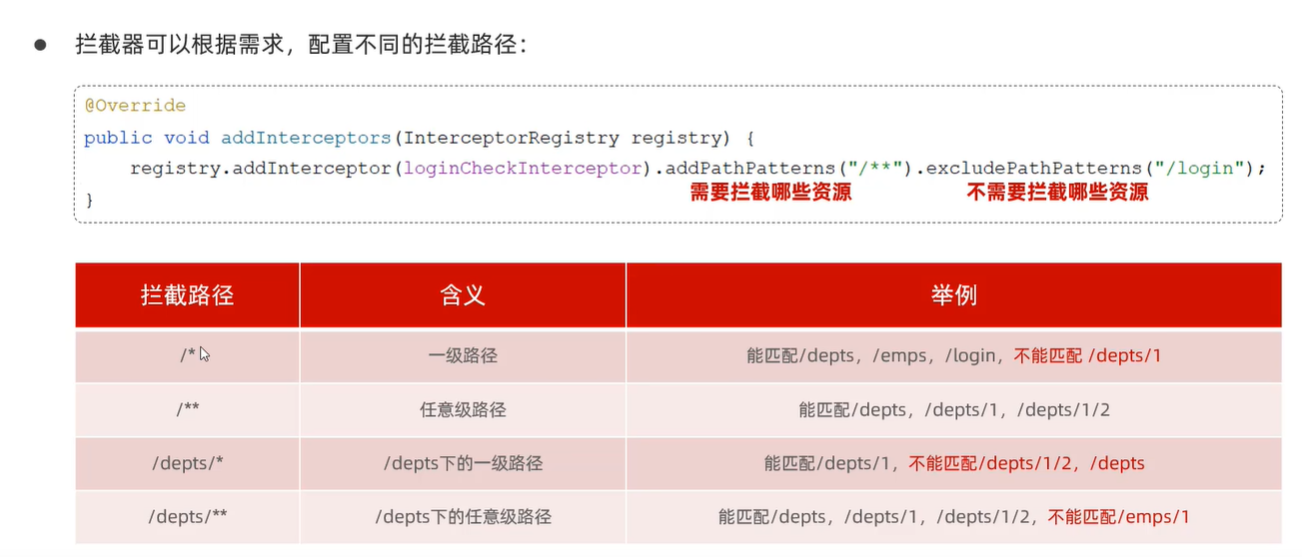 ● 拦截器可以根据需求，配置不同的拦截路径：
@Override
public void addInterceptors(InterceptorRegistry registry) {
registry.addInterceptor(loginCheckInterceptor).addPathPatterns("/**").excludePathPatterns("/login");
需要拦截哪些资源 不需要拦截哪些资源
}
拦截路径 含义 举例
/* 一级路径 能匹配/depts，/emps，/login，不能匹配 /depts/1
/** 任意级路径 能匹配/depts，/depts/1，/depts/1/2
/depts/* /depts下的一级路径 能匹配/depts/1，不能匹配/depts/1/2，/depts
/depts/** /depts下的任意级路径 能匹配/depts，/depts/1，/depts/1/2，不能匹配/emps/1